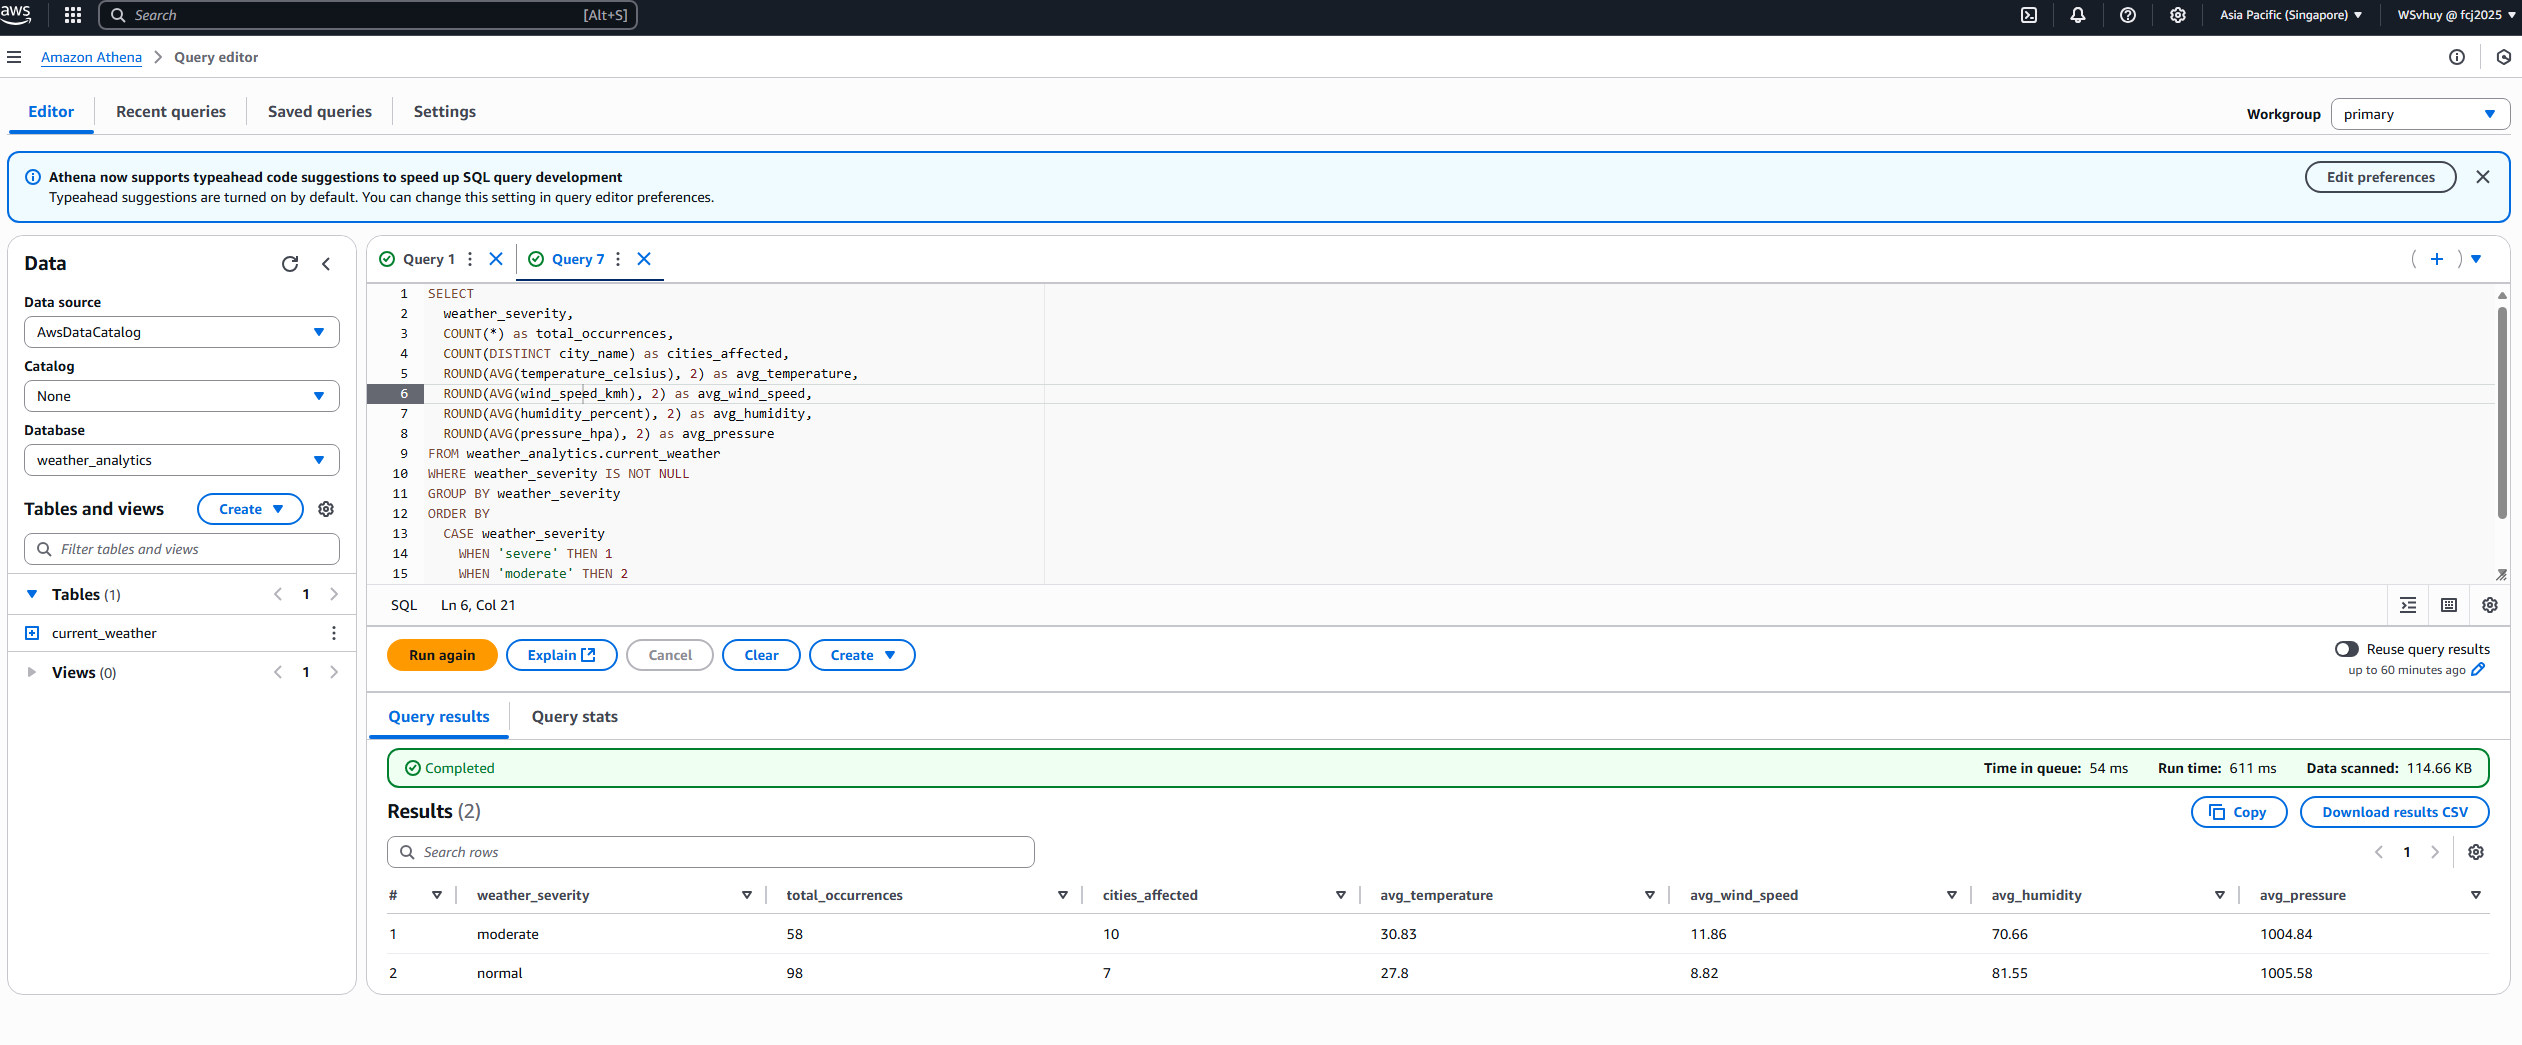 aws
Search [Alt+S]
Asia Pacific (Singapore)
WSvhuy @ fcj2025
Amazon Athena
Query editor
Editor
Recent queries
Saved queries
Settings
Workgroup
primary
Athena now supports typeahead code suggestions to speed up SQL query development
Typeahead suggestions are turned on by default. You can change this setting in query editor preferences.
Edit preferences
Data
Data source
AwsDataCatalog
Catalog
None
Database
weather_analytics
Tables and views
Create
Filter tables and views
Tables (1)
1
current_weather
Views (0)
1
Query 1
Query 7
1 SELECT
2 weather_severity,
3 COUNT(*) as total_occurrences,
4 COUNT(DISTINCT city_name) as cities_affected,
5 ROUND(AVG(temperature_celsius), 2) as avg_temperature,
6 ROUND(AVG(wind_speed_kmh), 2) as avg_wind_speed,
7 ROUND(AVG(humidity_percent), 2) as avg_humidity,
8 ROUND(AVG(pressure_hpa), 2) as avg_pressure
9 FROM weather_analytics.current_weather
10 WHERE weather_severity IS NOT NULL
11 GROUP BY weather_severity
12 ORDER BY
13 CASE weather_severity
14 WHEN 'severe' THEN 1
15 WHEN 'moderate' THEN 2
SQL Ln 6, Col 21
Run again
Explain
Cancel
Clear
Create
Reuse query results
up to 60 minutes ago
Query results
Query stats
Completed
Time in queue: 54 ms
Run time: 611 ms
Data scanned: 114.66 KB
Results (2)
Copy
Download results CSV
Search rows
1
# weather_severity total_occurrences cities_affected avg_temperature avg_wind_speed avg_humidity avg_pressure
1 moderate 58 10 30.83 11.86 70.66 1004.84
2 normal 98 7 27.8 8.82 81.55 1005.58